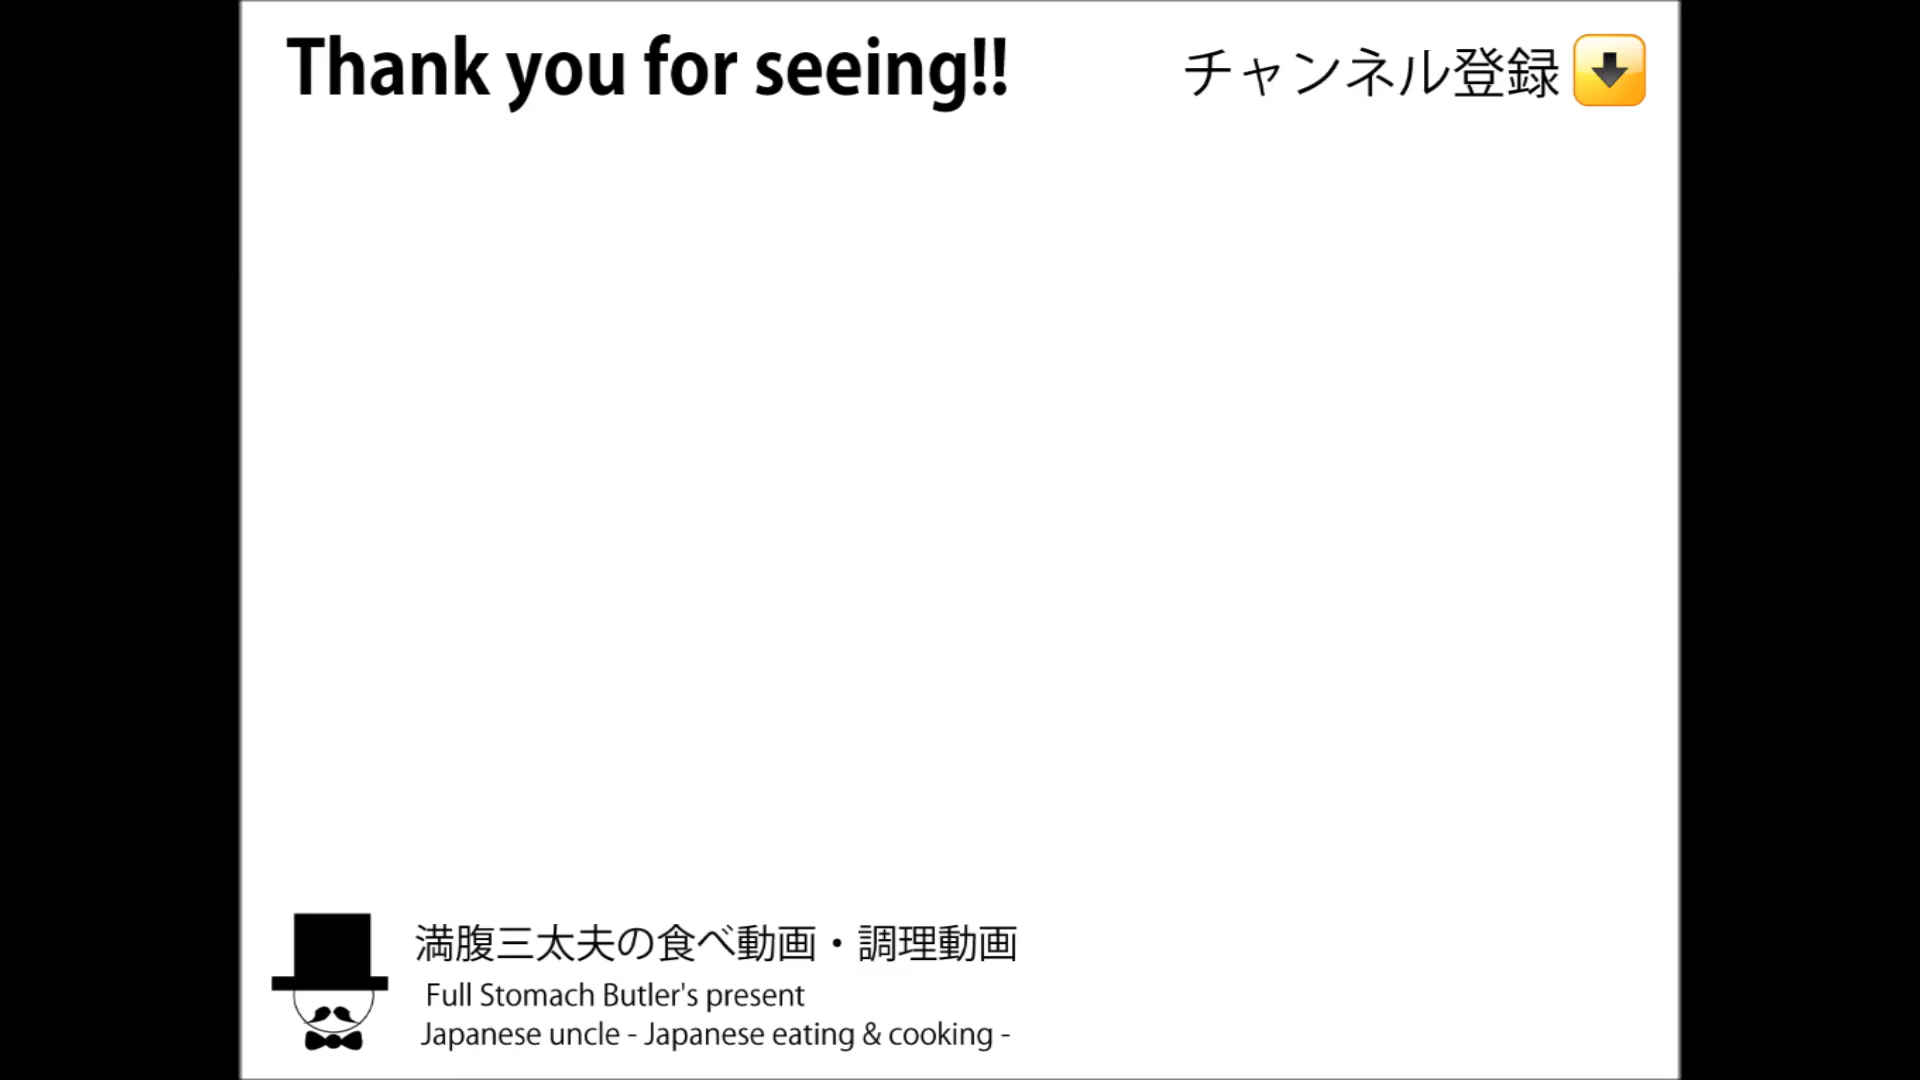 Thank you for seeing!!
チャンネル登録
満腹三太夫の食べ動画・調理動画
Full Stomach Butler's present
Japanese uncle - Japanese eating & cooking -